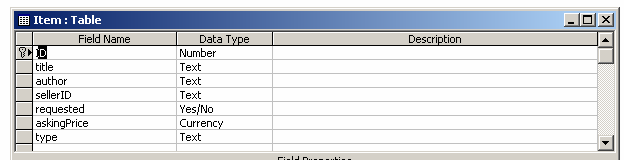 Item : Table
Field Name Data Type Description
ID Number
title Text
author Text
sellerID Text
requested Yes/No
askingPrice Currency
type Text
Field Properties